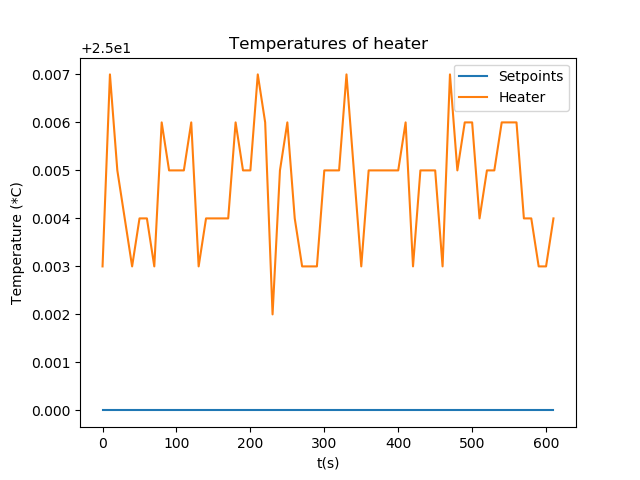 Temperatures of heater
+2.5e1
Setpoints
Heater
0.007
0.006
0.005
0.004
0.003
0.002
0.001
0.000
Temperature (*C)
0 100 200 300 400 500 600
t(s)